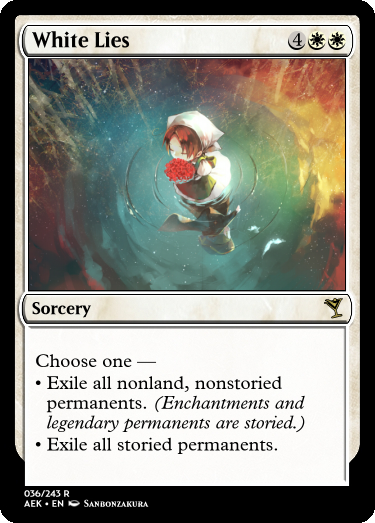 White Lies 4
Sorcery
Choose one —
• Exile all nonland, nonstoried
permanents. (Enchantments and
legendary permanents are storied.)
• Exile all storied permanents.
036/243 R
AEK • EN SANBONZAKURA